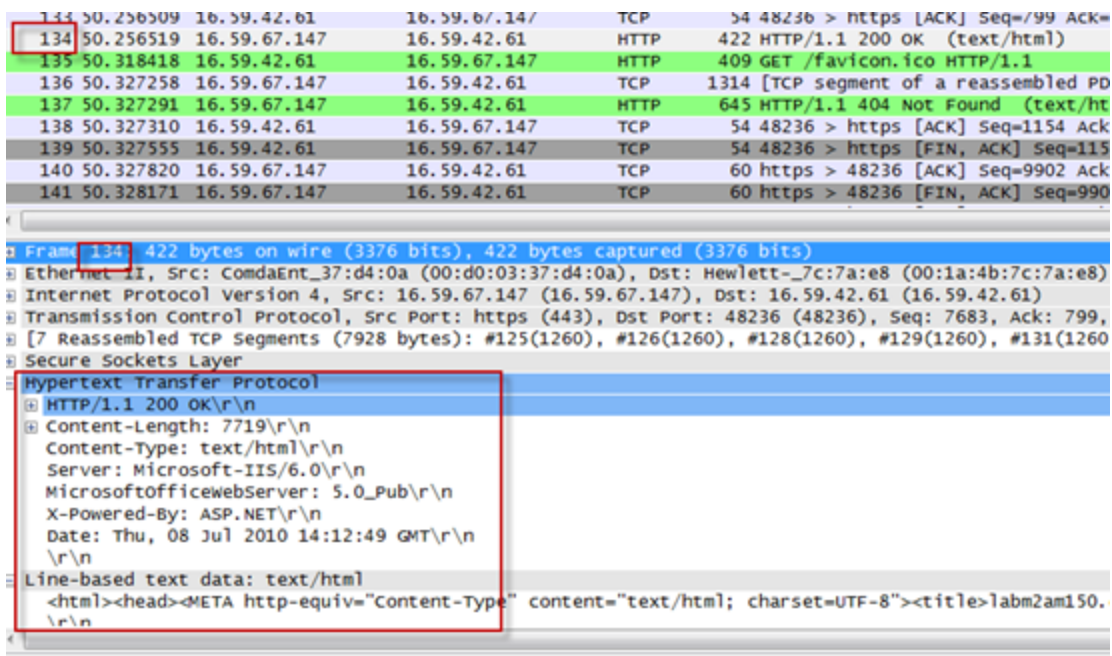 133 50.256509 16.59.42.61 16.59.67.147 TCP 54 48236 > https [ACK] Seq=799 Ack=
134 50.256519 16.59.67.147 16.59.42.61 HTTP 422 HTTP/1.1 200 OK (text/html)
135 50.318418 16.59.42.61 16.59.67.147 HTTP 409 GET /favicon.ico HTTP/1.1
136 50.327258 16.59.67.147 16.59.42.61 TCP 1314 [TCP segment of a reassembled PD
137 50.327291 16.59.67.147 16.59.42.61 HTTP 645 HTTP/1.1 404 Not Found (text/ht
138 50.327310 16.59.42.61 16.59.67.147 TCP 54 48236 > https [ACK] Seq=1154 Ack
139 50.327555 16.59.42.61 16.59.67.147 TCP 54 48236 > https [FIN, ACK] Seq=115
140 50.327820 16.59.67.147 16.59.42.61 TCP 60 https > 48236 [ACK] Seq=9902 Ack
141 50.328171 16.59.67.147 16.59.42.61 TCP 60 https > 48236 [FIN, ACK] Seq=990
Frame 134: 422 bytes on wire (3376 bits), 422 bytes captured (3376 bits)
Ethernet II, Src: ComdaEnt_37:d4:0a (00:d0:03:37:d4:0a), Dst: Hewlett-_7c:7a:e8 (00:1a:4b:7c:7a:e8)
Internet Protocol Version 4, Src: 16.59.67.147 (16.59.67.147), Dst: 16.59.42.61 (16.59.42.61)
Transmission Control Protocol, Src Port: https (443), Dst Port: 48236 (48236), Seq: 7683, Ack: 799,
[7 Reassembled TCP Segments (7928 bytes): #125(1260), #126(1260), #128(1260), #129(1260), #131(1260
Secure Sockets Layer
Hypertext Transfer Protocol
HTTP/1.1 200 OK\r\n
Content-Length: 7719\r\n
Content-Type: text/html\r\n
Server: Microsoft-IIS/6.0\r\n
MicrosoftOfficeWebServer: 5.0_Pub\r\n
X-Powered-By: ASP.NET\r\n
Date: Thu, 08 Jul 2010 14:12:49 GMT\r\n
\r\n
Line-based text data: text/html
<html><head><META http-equiv="Content-Type" content="text/html; charset=UTF-8"><title>labm2am150.
\r\n